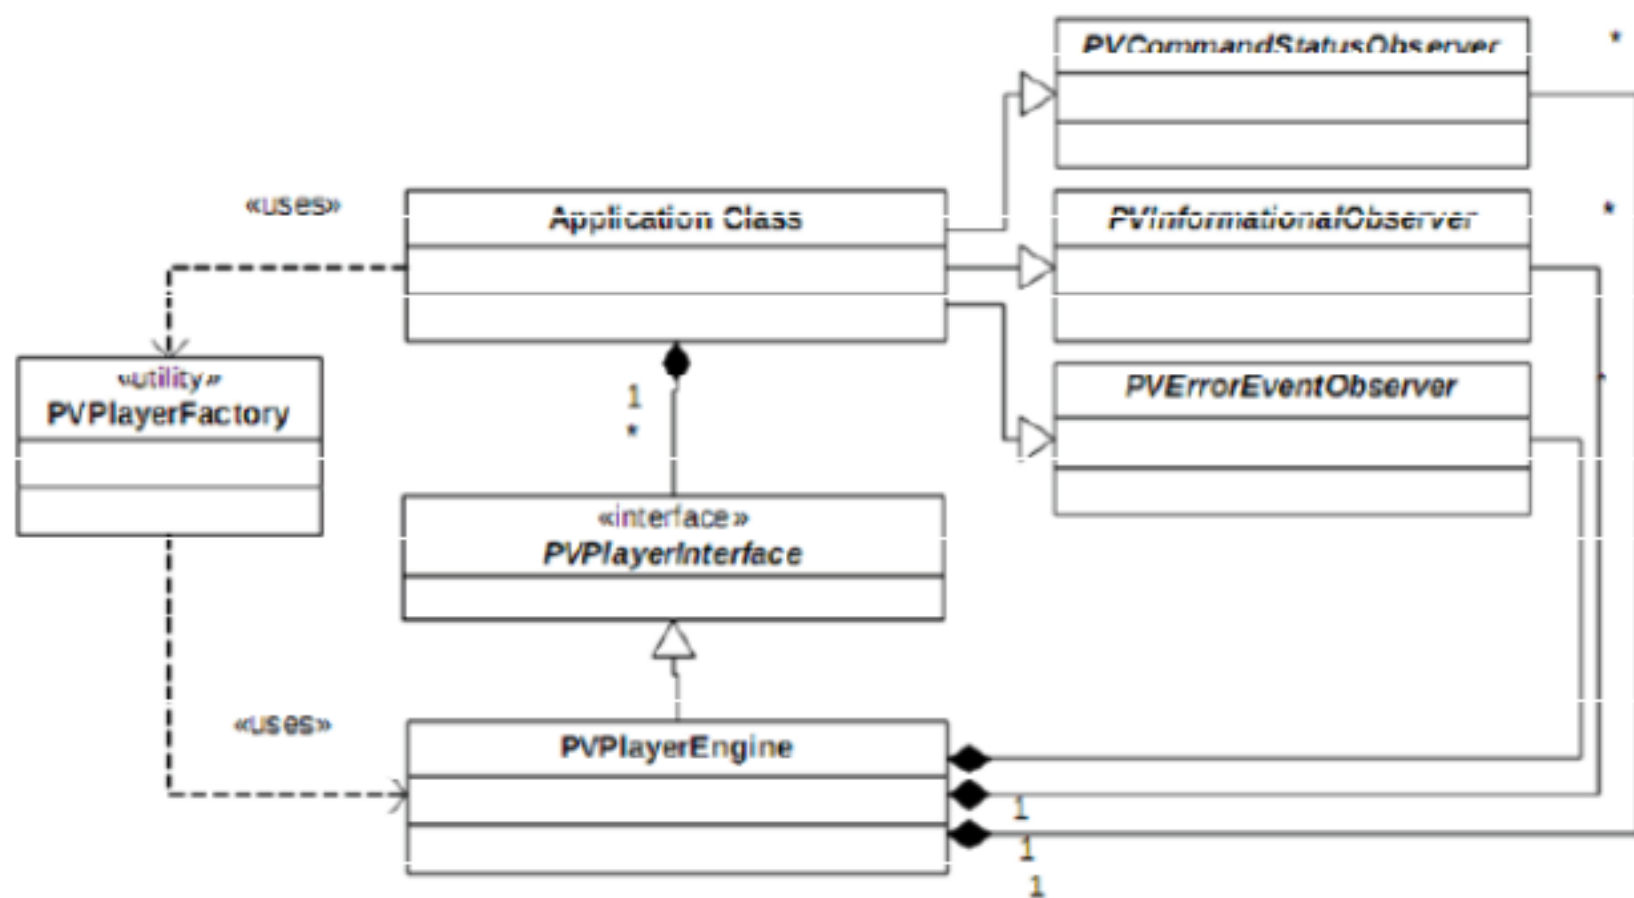 PVCommandStatusObserver
*
«uses»
Application Class
PVInformationalObserver
*
«utility»
PVPlayerFactory
1
*
PVErrorEventObserver
*
«interface»
PVPlayerInterface
«uses»
PVPlayerEngine
1
1
1